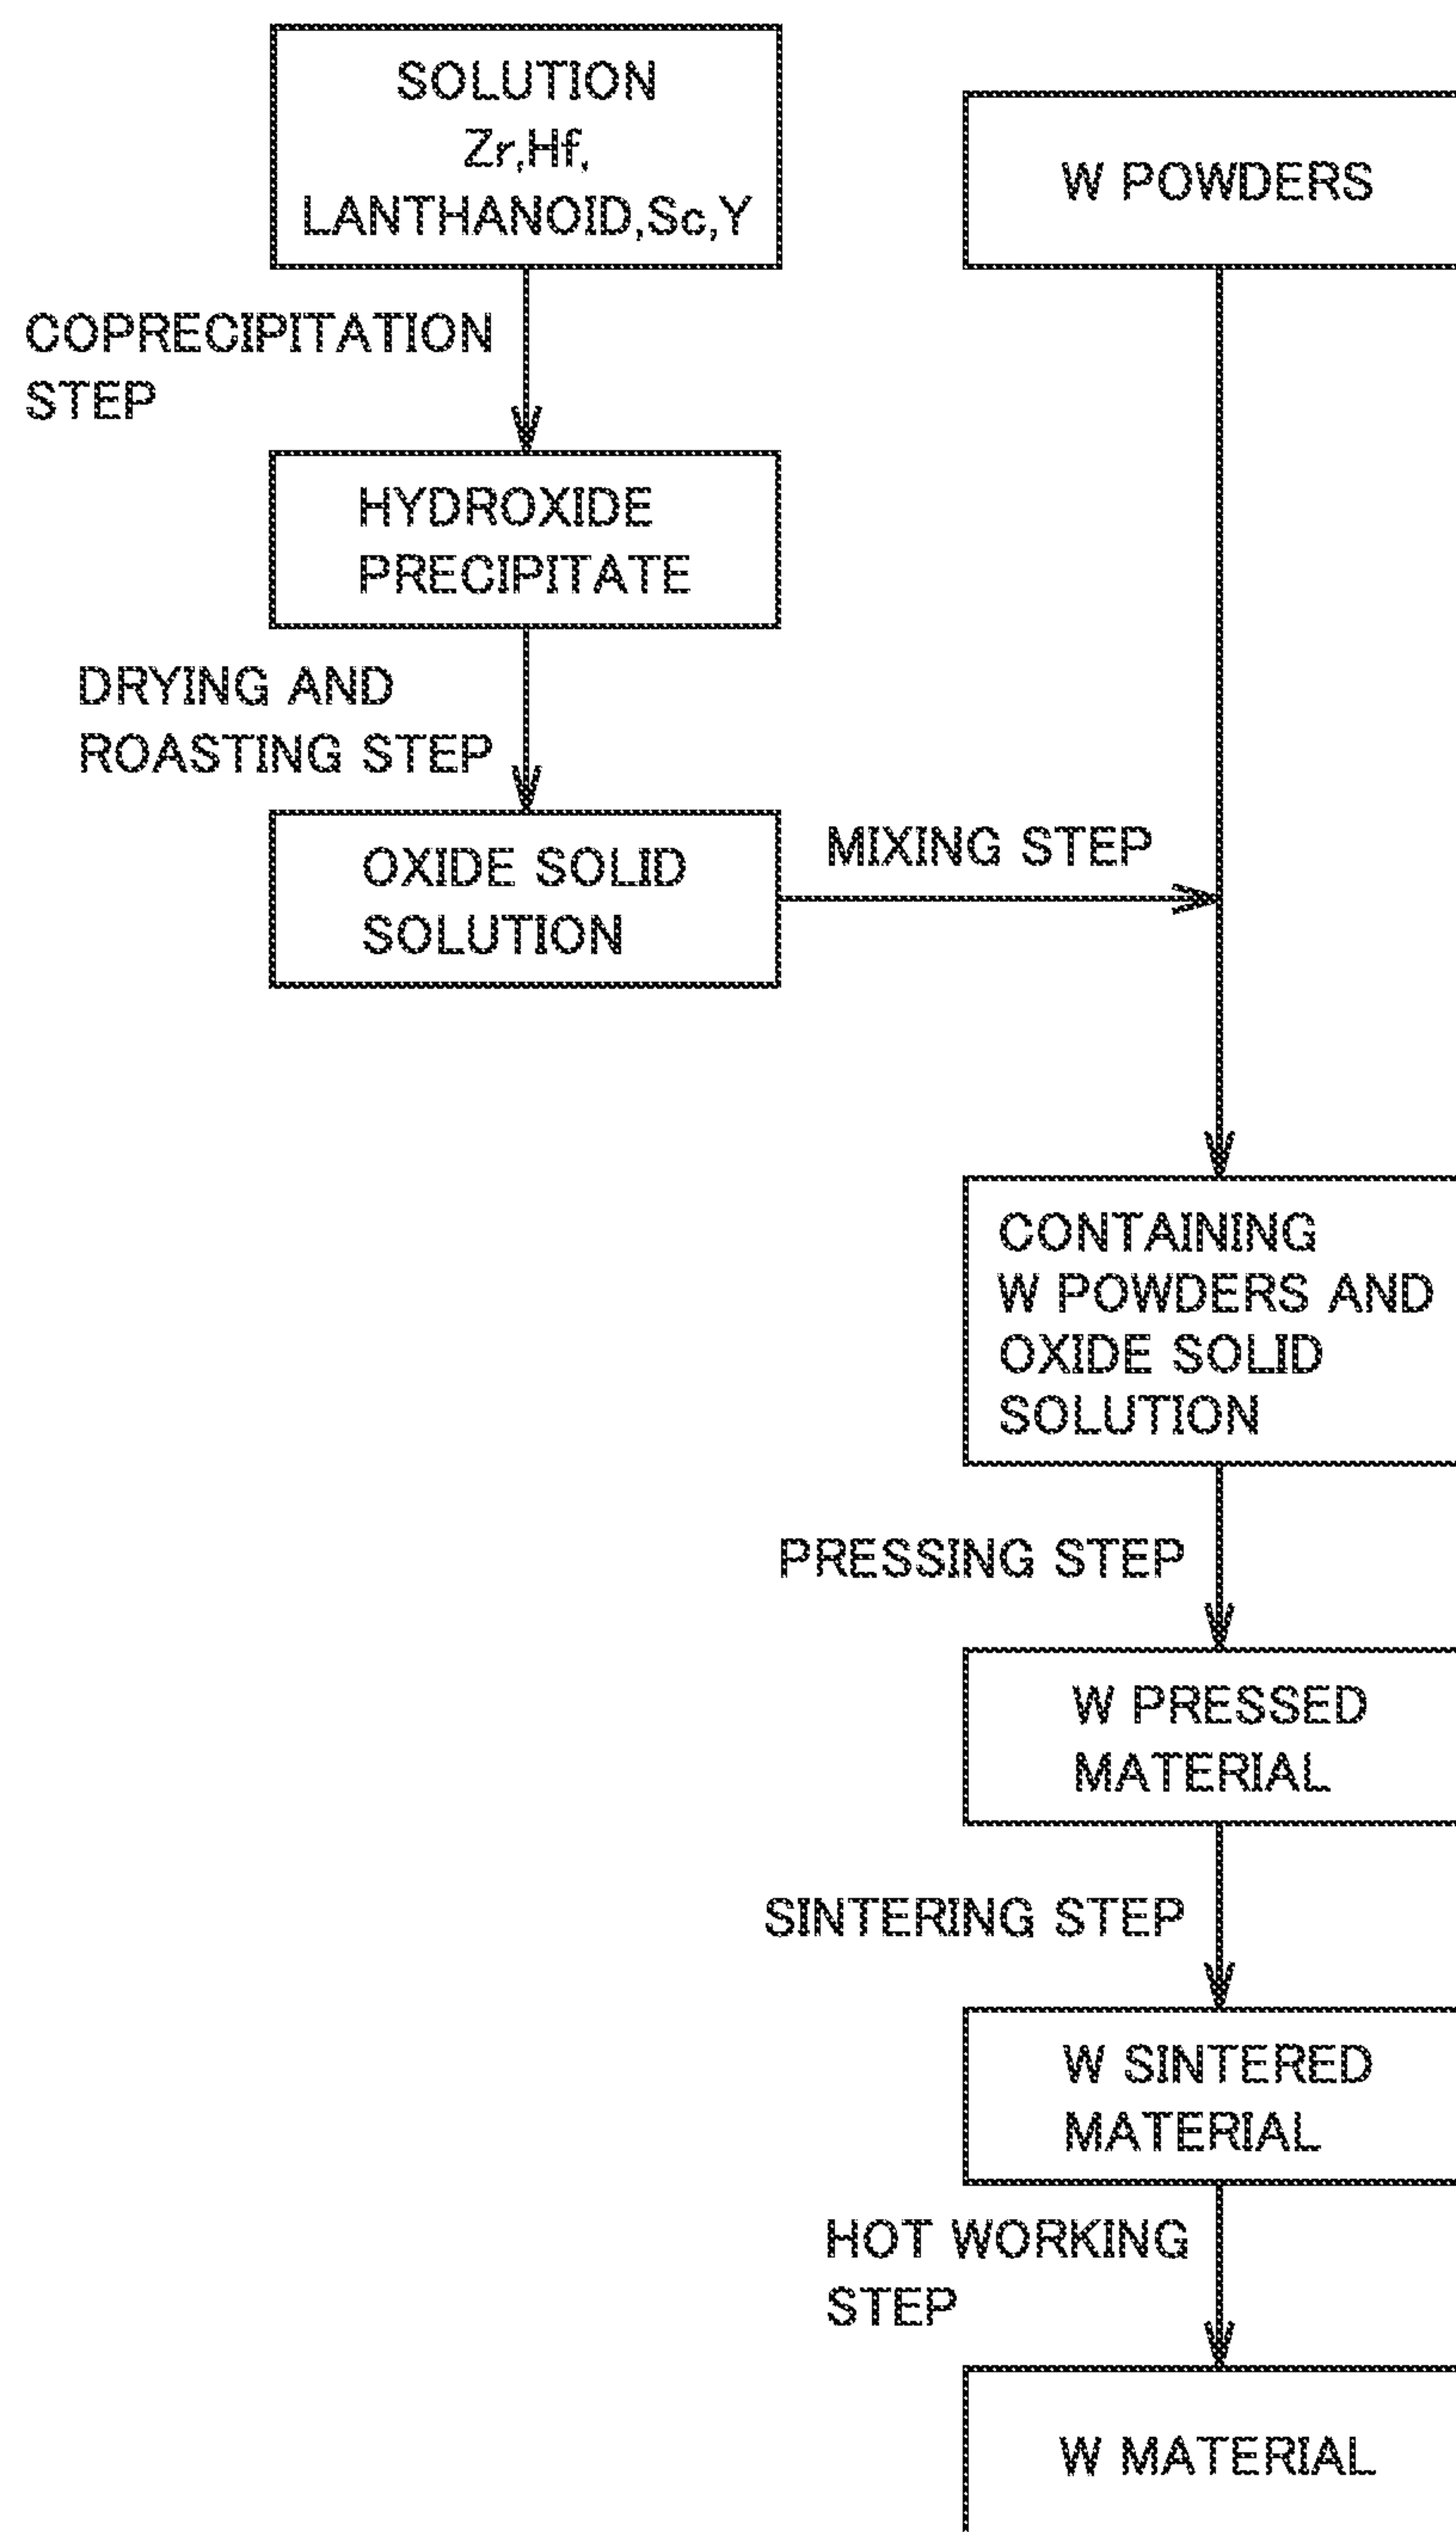 SOLUTION
Zr,Hf,
LANTHANOID,Sc,Y
W POWDERS
COPRECIPITATION
STEP
HYDROXIDE
PRECIPITATE
DRYING AND
ROASTING STEP
OXIDE SOLID
SOLUTION
MIXING STEP
CONTAINING
W POWDERS AND
OXIDE SOLID
SOLUTION
PRESSING STEP
W PRESSED
MATERIAL
SINTERING STEP
W SINTERED
MATERIAL
HOT WORKING
STEP
W MATERIAL